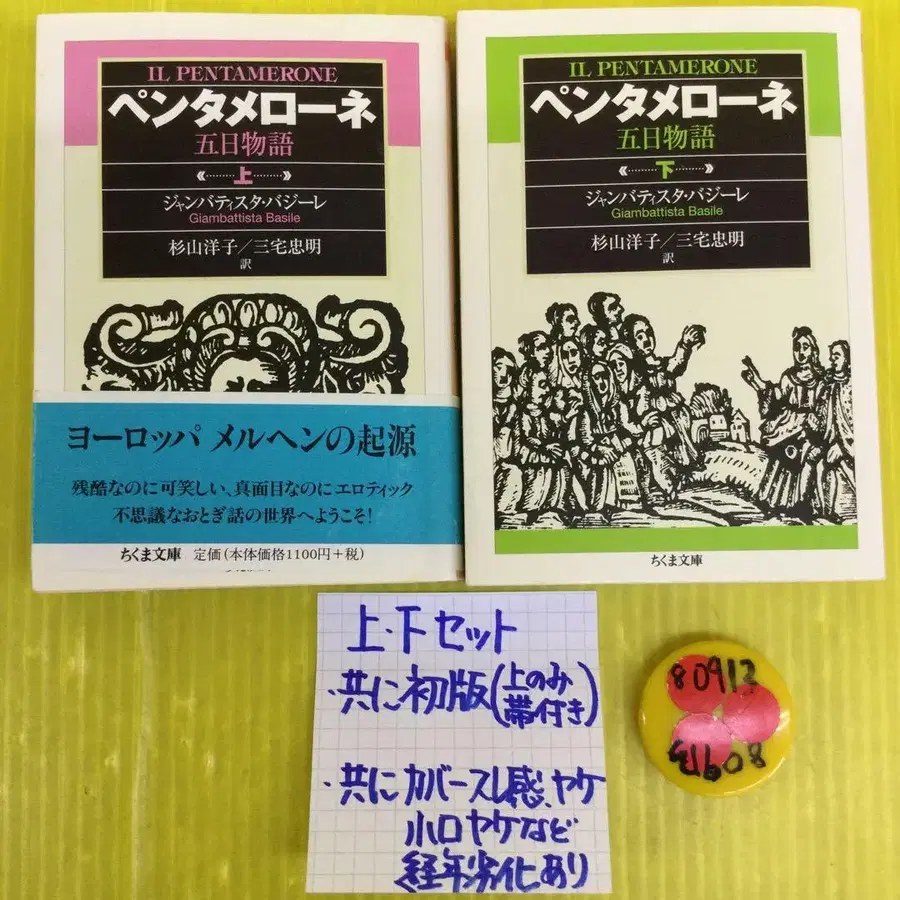 IL PENTAMERONE
ペンタメローネ
五日物語
上
ジャンバティスタ・バジーレ
Giambattista Basile
杉山洋子/三宅忠明
訳
ヨーロッパ メルヘンの起源
残酷なのに可笑しい、真面目なのにエロティック
不思議なおとぎ話の世界へようこそ!
ちくま文庫 定価(本体価格1100円+税)
IL PENTAMERONE
ペンタメローネ
五日物語
下
ジャンバティスタ・バジーレ
Giambattista Basile
杉山洋子/三宅忠明
訳
ちくま文庫
上・下セット
・共に初版(上のみ
帯付き)
・共にカバースレ感、ヤケ
小口ヤケなど
経年劣化あり
80913